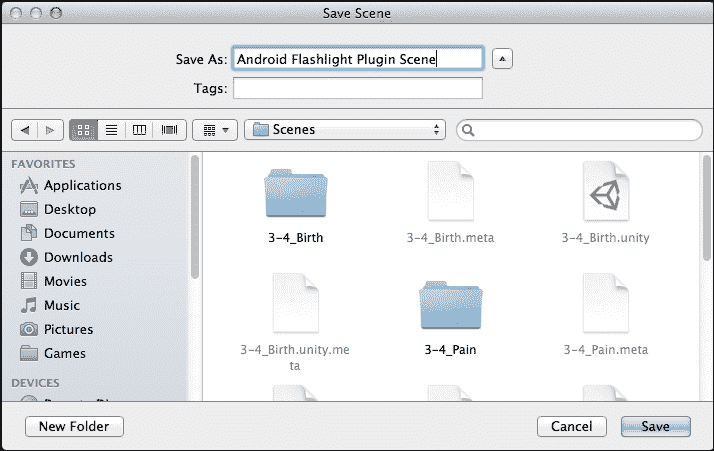 Save Scene
Save As: Android Flashlight Plugin Scene
Tags:
Scenes
FAVORITES
Applications
Desktop
Documents
Downloads
Movies
Music
Pictures
Games
DEVICES
3-4_Birth
3-4_Birth.meta
3-4_Birth.unity
3-4_Birth.unity.me
ta
3-4_Pain
3-4_Pain.meta
New Folder
Cancel
Save